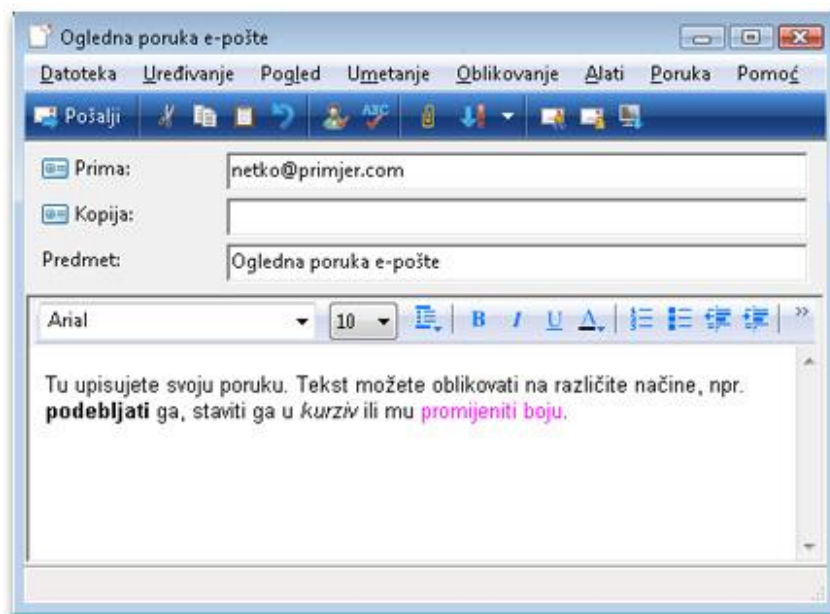 Ogledna poruka e-pošte
Datoteka Uređivanje Pogled Umetanje Oblikovanje Alati Poruka Pomoć
Pošalji ABC
Prima: netko@primjer.com
Kopija:
Predmet: Ogledna poruka e-pošte
Arial 10 B I U A
Tu upisujete svoju poruku. Tekst možete oblikovati na različite načine, npr.
podebljati ga, staviti ga u kurziv ili mu promijeniti boju.